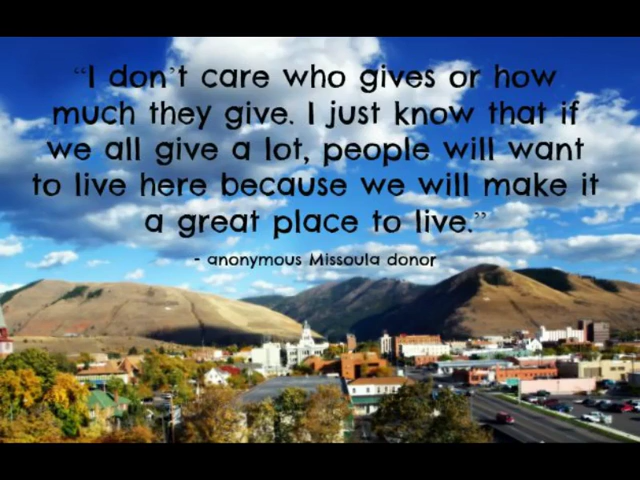 “I don’t care who gives or how
much they give. I just know that if
we all give a lot, people will want
to live here because we will make it
a great place to live.”
- anonymous Missoula donor